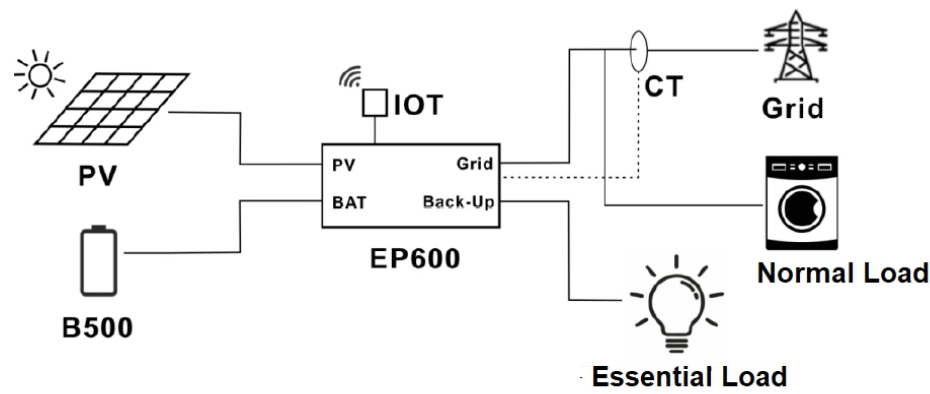 Grid
CT
IOT
PV
PV
Grid
BAT
Back-Up
EP600
B500
Normal Load
Essential Load